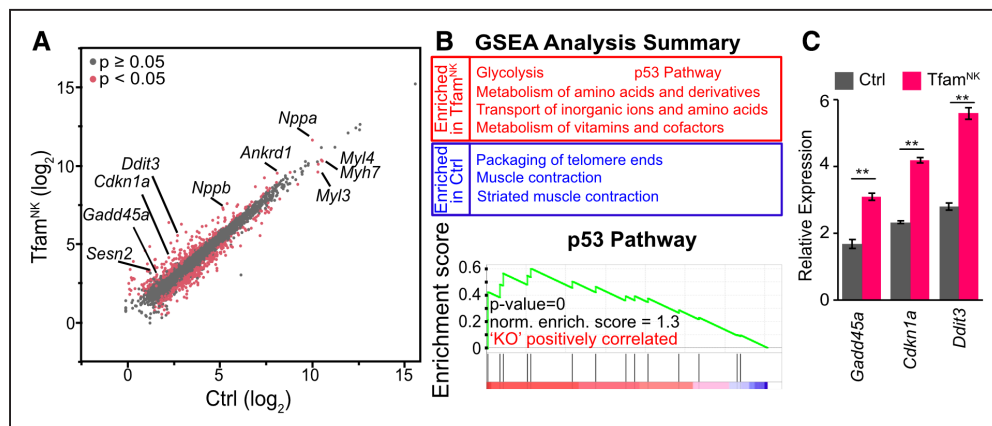 A
p ≥ 0.05
p < 0.05
15
10
5
0
Tfam^NK (log₂)
Nppa
Ankrd1
Myl4
Myh7
Myl3
Nppb
Ddit3
Cdkn1a
Gadd45a
Sesn2
0
5
10
15
Ctrl (log₂)
B
GSEA Analysis Summary
Enriched
in Tfam^NK
Glycolysis p53 Pathway
Metabolism of amino acids and derivatives
Transport of inorganic ions and amino acids
Metabolism of vitamins and cofactors
Enriched
in Ctrl
Packaging of telomere ends
Muscle contraction
Striated muscle contraction
p53 Pathway
Enrichment score
0.6
0.4
0.2
0
p-value=0
norm. enrich. score = 1.3
'KO' positively correlated
C
Ctrl
Tfam^NK
Relative Expression
6
4
2
0
**
**
**
Gadd45a
Cdkn1a
Ddit3